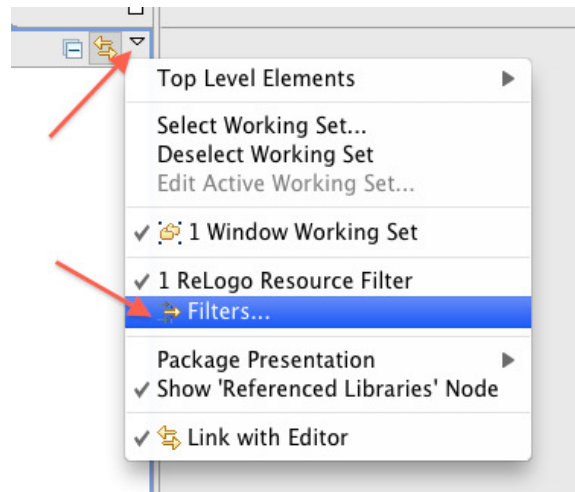 Top Level Elements
Select Working Set...
Deselect Working Set
Edit Active Working Set...
1 Window Working Set
1 ReLogo Resource Filter
Filters...
Package Presentation
Show 'Referenced Libraries' Node
Link with Editor